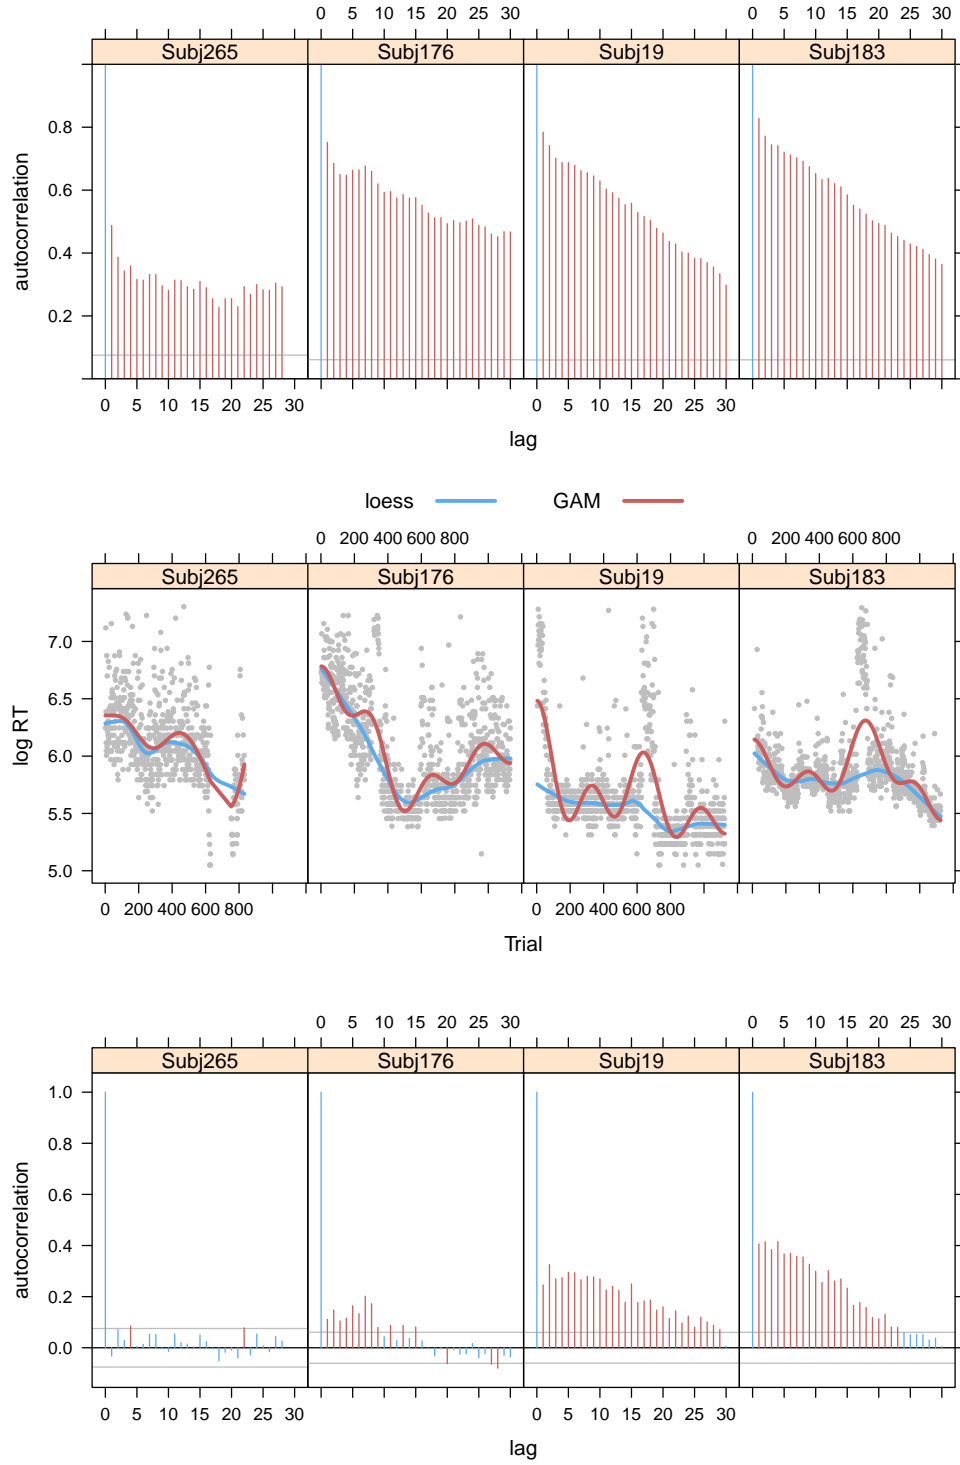 0 5 10 15 20 25 30 0 5 10 15 20 25 30
Subj265 Subj176 Subj19 Subj183
0.8
0.6
0.4
0.2
autocorrelation
0 5 10 15 20 25 30 0 5 10 15 20 25 30
lag
loess GAM
0 200 400 600 800 0 200 400 600 800
Subj265 Subj176 Subj19 Subj183
7.0
6.5
6.0
5.5
5.0
log RT
0 200 400 600 800 0 200 400 600 800
Trial
0 5 10 15 20 25 30 0 5 10 15 20 25 30
Subj265 Subj176 Subj19 Subj183
1.0
0.8
0.6
0.4
0.2
0.0
autocorrelation
0 5 10 15 20 25 30 0 5 10 15 20 25 30
lag